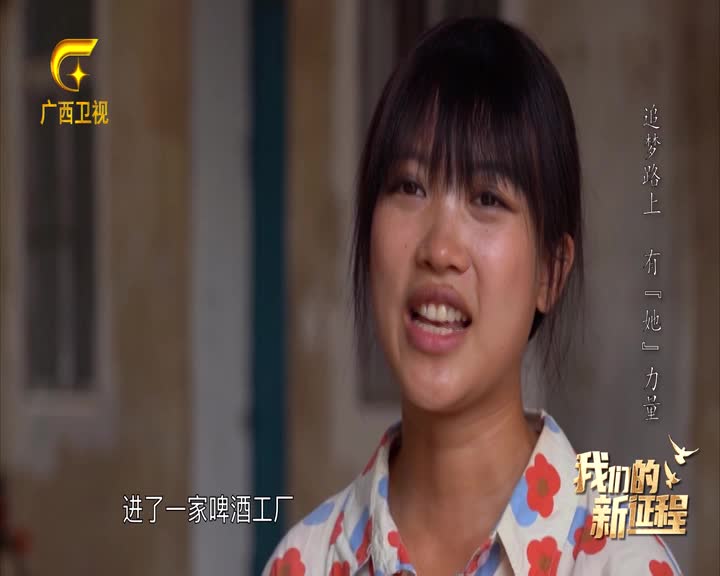 广西卫视
追梦路上 有『她』力量
我们的
新征程
进了一家啤酒工厂